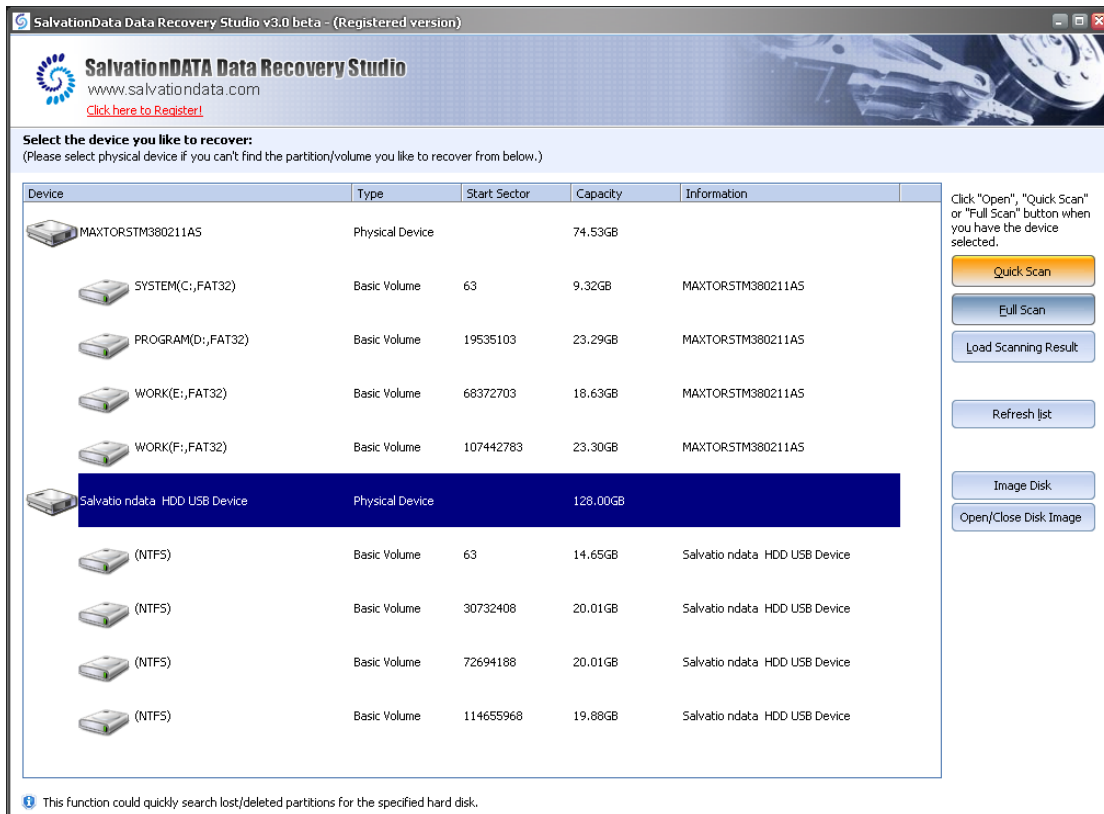 SalvationData Data Recovery Studio v3.0 beta - (Registered version)
SalvationDATA Data Recovery Studio
www.salvationdata.com
Click here to Register!
Select the device you like to recover:
(Please select physical device if you can't find the partition/volume you like to recover from below.)
Device Type Start Sector Capacity Information
MAXTORSTM380211AS Physical Device 74.53GB
SYSTEM(C:,FAT32) Basic Volume 63 9.32GB MAXTORSTM380211AS
PROGRAM(D:,FAT32) Basic Volume 19535103 23.29GB MAXTORSTM380211AS
WORK(E:,FAT32) Basic Volume 68372703 18.63GB MAXTORSTM380211AS
WORK(F:,FAT32) Basic Volume 107442783 23.30GB MAXTORSTM380211AS
Salvatio ndata HDD USB Device Physical Device 128.00GB
(NTFS) Basic Volume 63 14.65GB Salvatio ndata HDD USB Device
(NTFS) Basic Volume 30732408 20.01GB Salvatio ndata HDD USB Device
(NTFS) Basic Volume 72694188 20.01GB Salvatio ndata HDD USB Device
(NTFS) Basic Volume 114655968 19.88GB Salvatio ndata HDD USB Device
Click "Open", "Quick Scan"
or "Full Scan" button when
you have the device
selected.
Quick Scan
Full Scan
Load Scanning Result
Refresh list
Image Disk
Open/Close Disk Image
This function could quickly search lost/deleted partitions for the specified hard disk.